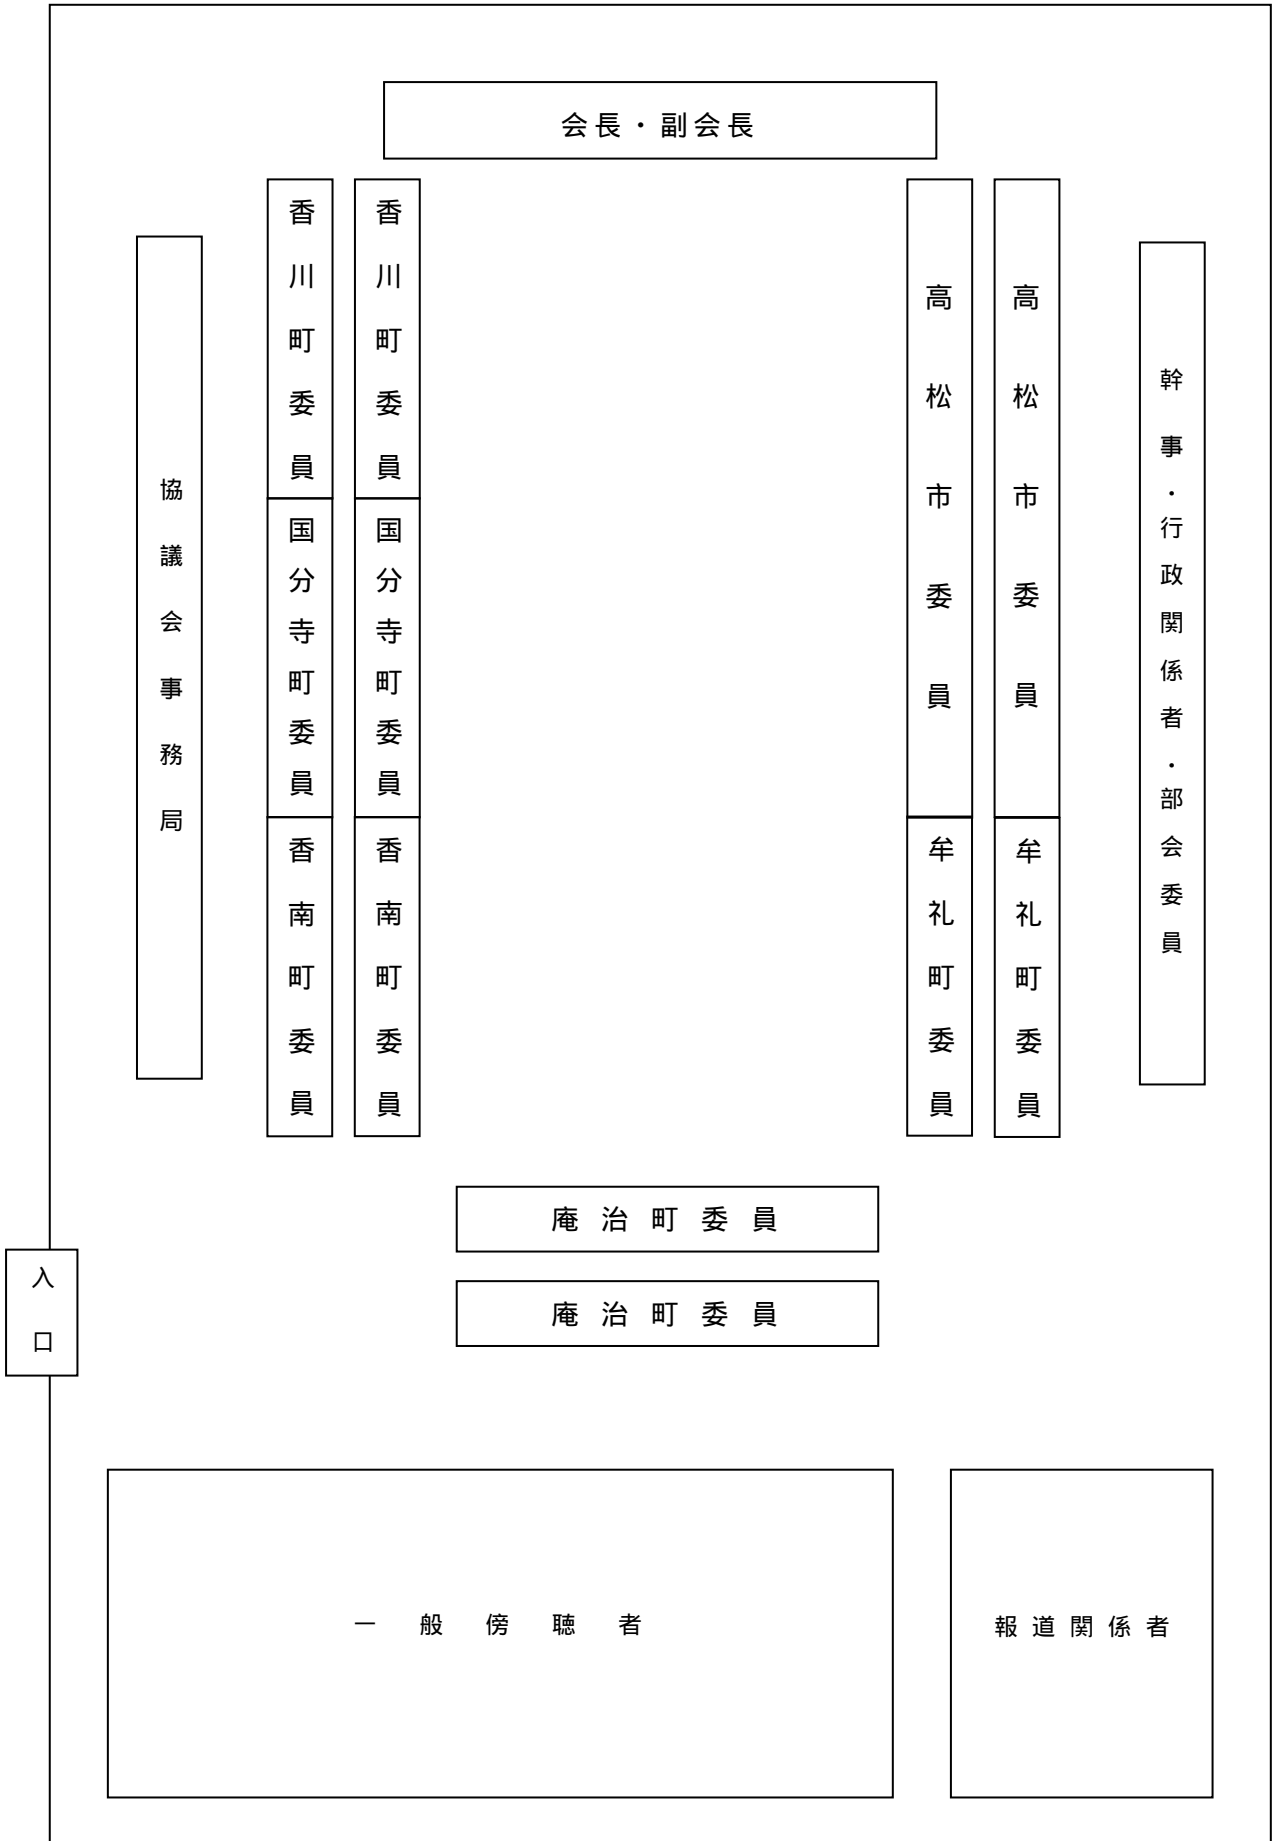 会長・副会長
協議会事務局
香川町委員
香川町委員
高松市委員
高松市委員
幹事・行政関係者・部会委員
国分寺町委員
国分寺町委員
香南町委員
香南町委員
牟礼町委員
牟礼町委員
庵治町委員
庵治町委員
入口
一般傍聴者
報道関係者